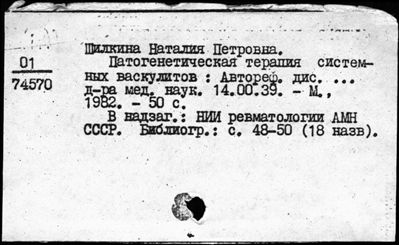 Шилкина Наталия Петровна.
01
74570
Патогенетическая терапия систем-
ных васкулитов : Автореф. дис. ...
д-ра мед. наук. 14.00.39. - М.,
1982. - 50 с.
В надзаг.: НИИ ревматологии АМН
СССР. Библиогр.: с. 48-50 (18 назв).